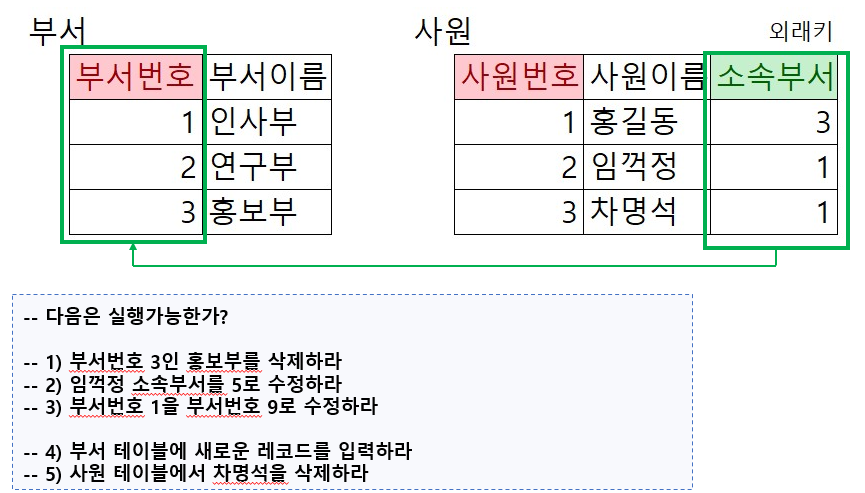 부서
부서번호 부서이름
1 인사부
2 연구부
3 홍보부
사원 외래키
사원번호 사원이름 소속부서
1 홍길동 3
2 임꺽정 1
3 차명석 1
-- 다음은 실행가능한가?
-- 1) 부서번호 3인 홍보부를 삭제하라
-- 2) 임꺽정 소속부서를 5로 수정하라
-- 3) 부서번호 1을 부서번호 9로 수정하라
-- 4) 부서 테이블에 새로운 레코드를 입력하라
-- 5) 사원 테이블에서 차명석을 삭제하라